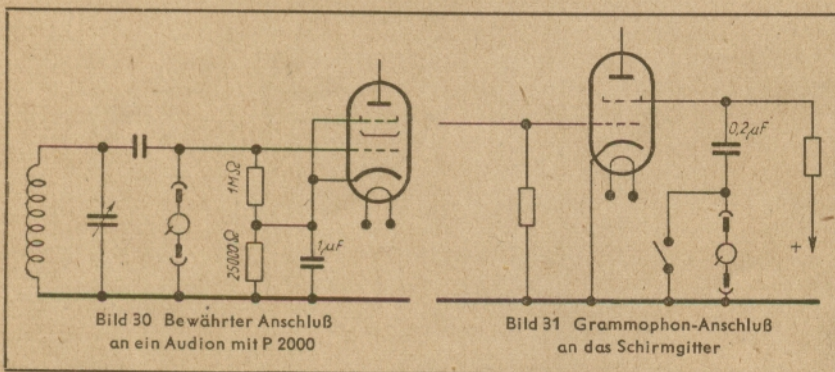 1MΩ
25000Ω
1µF
Bild 30 Bewährter Anschluß
an ein Audion mit P 2000
0,2µF
+
Bild 31 Grammophon-Anschluß
an das Schirmgitter